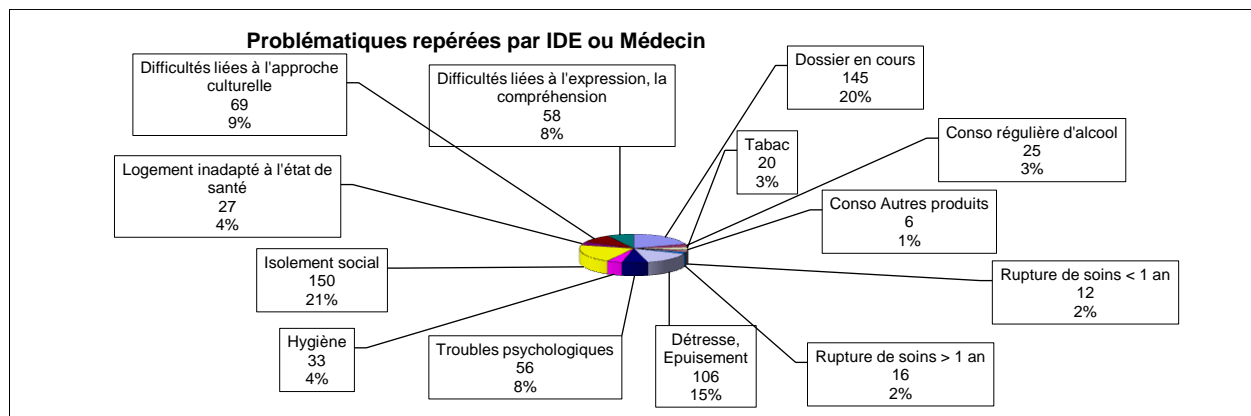 Problématiques repérées par IDE ou Médecin
Difficultés liées à l'approche
culturelle
69
9%
Difficultés liées à l'expression, la
compréhension
58
8%
Dossier en cours
145
20%
Tabac
20
3%
Conso régulière d'alcool
25
3%
Logement inadapté à l'état de
santé
27
4%
Conso Autres produits
6
1%
Isolement social
150
21%
Rupture de soins < 1 an
12
2%
Hygiène
33
4%
Troubles psychologiques
56
8%
Détresse,
Epuisement
106
15%
Rupture de soins > 1 an
16
2%